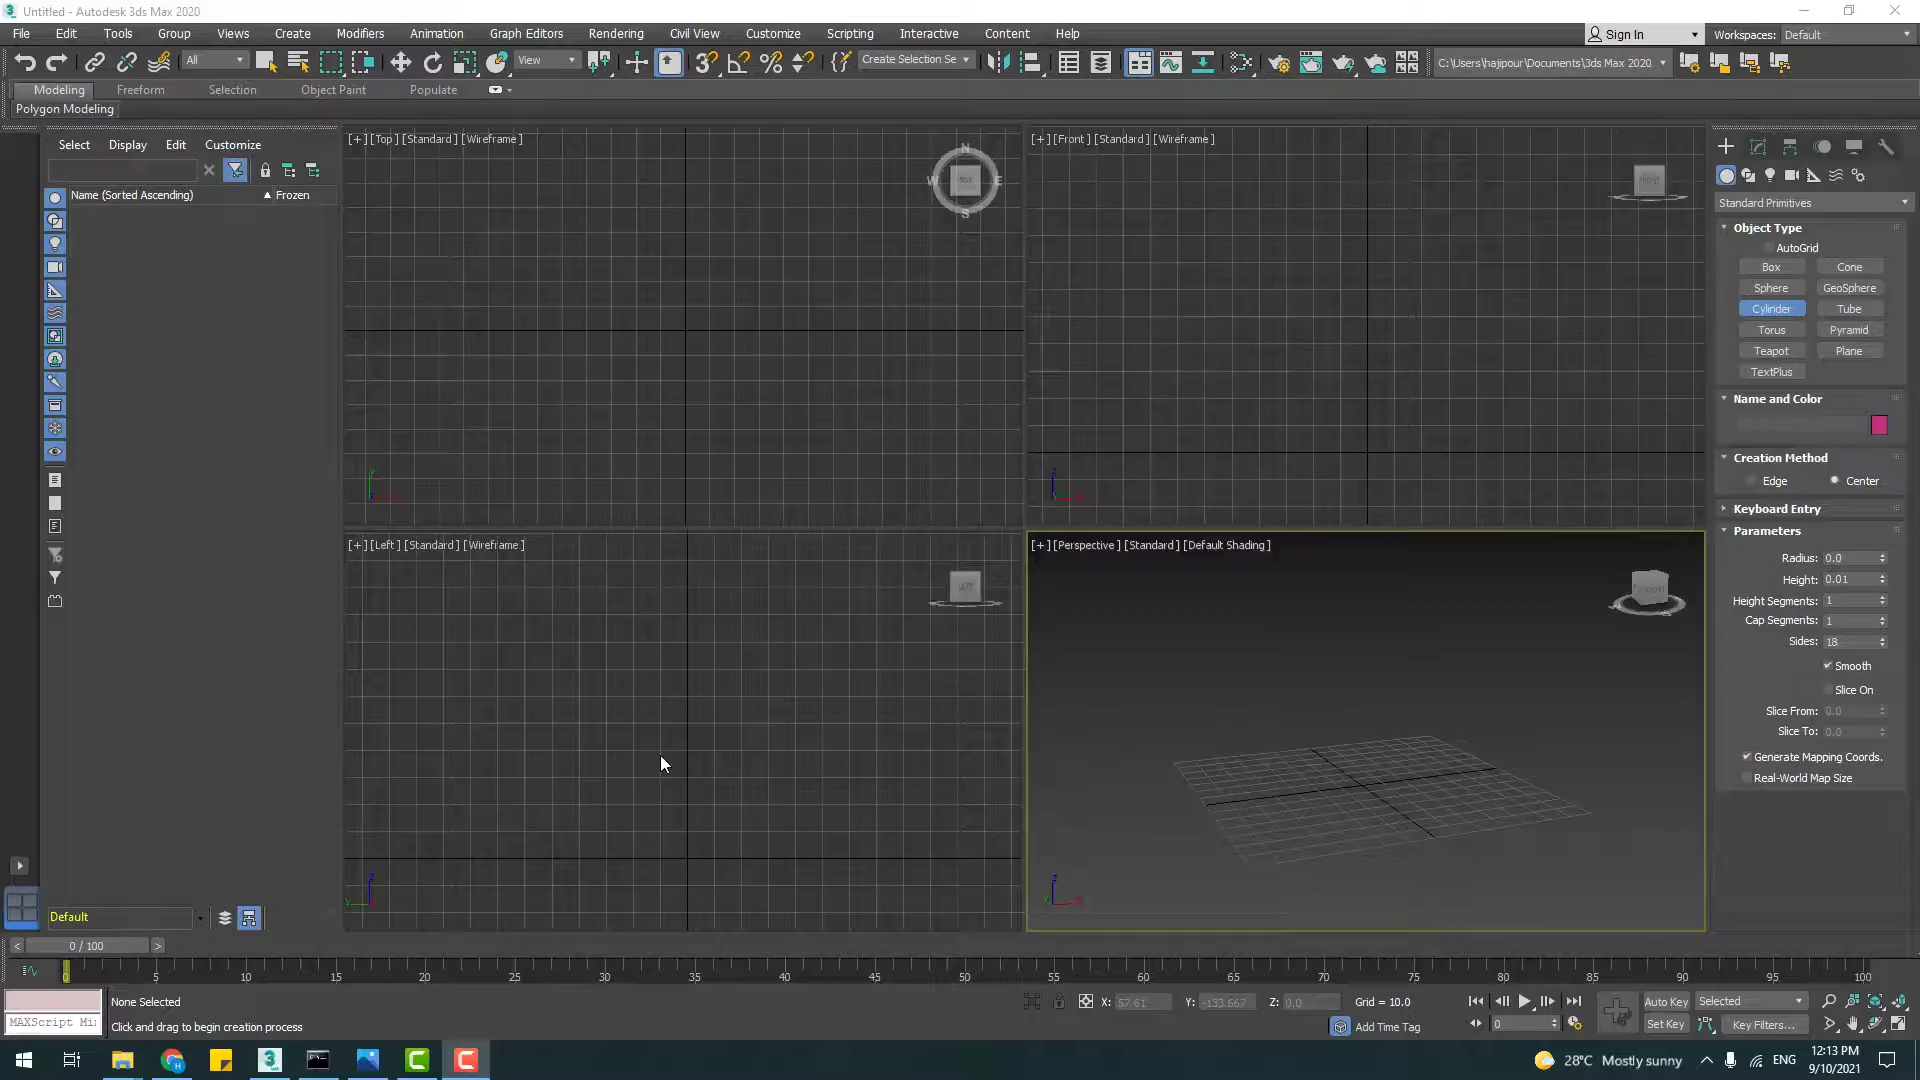 Untitled - Autodesk 3ds Max 2020
File Edit Tools Group Views Create Modifiers Animation Graph Editors Rendering Civil View Customize Scripting Interactive Content Help Sign In Workspaces: Default
All View Create Selection Se C:\Users\hajipour\Documents\3ds Max 2020
Modeling Freeform Selection Object Paint Populate
Polygon Modeling
Select Display Edit Customize
Name (Sorted Ascending) Frozen
[+] [Top] [Standard] [Wireframe]
N
W TOP E
S
[+] [Front] [Standard] [Wireframe]
FRONT
[+] [Left] [Standard] [Wireframe]
LEFT
[+] [Perspective] [Standard] [Default Shading]
Standard Primitives
Object Type
AutoGrid
Box Cone
Sphere GeoSphere
Cylinder Tube
Torus Pyramid
Teapot Plane
TextPlus
Name and Color
Creation Method
Edge Center
Keyboard Entry
Parameters
Radius: 0.0
Height: 0.01
Height Segments: 1
Cap Segments: 1
Sides: 18
Smooth
Slice On
Slice From: 0.0
Slice To: 0.0
Generate Mapping Coords.
Real-World Map Size
Default
< 0 / 100 >
0 5 10 15 20 25 30 35 40 45 50 55 60 65 70 75 80 85 90 95 100
None Selected X: 57.61 Y: -133.667 Z: 0.0 Grid = 10.0 Auto Key Selected
MAXScript Mi Click and drag to begin creation process Add Time Tag 0 Set Key Key Filters...
28°C Mostly sunny ENG 12:13 PM
9/10/2021